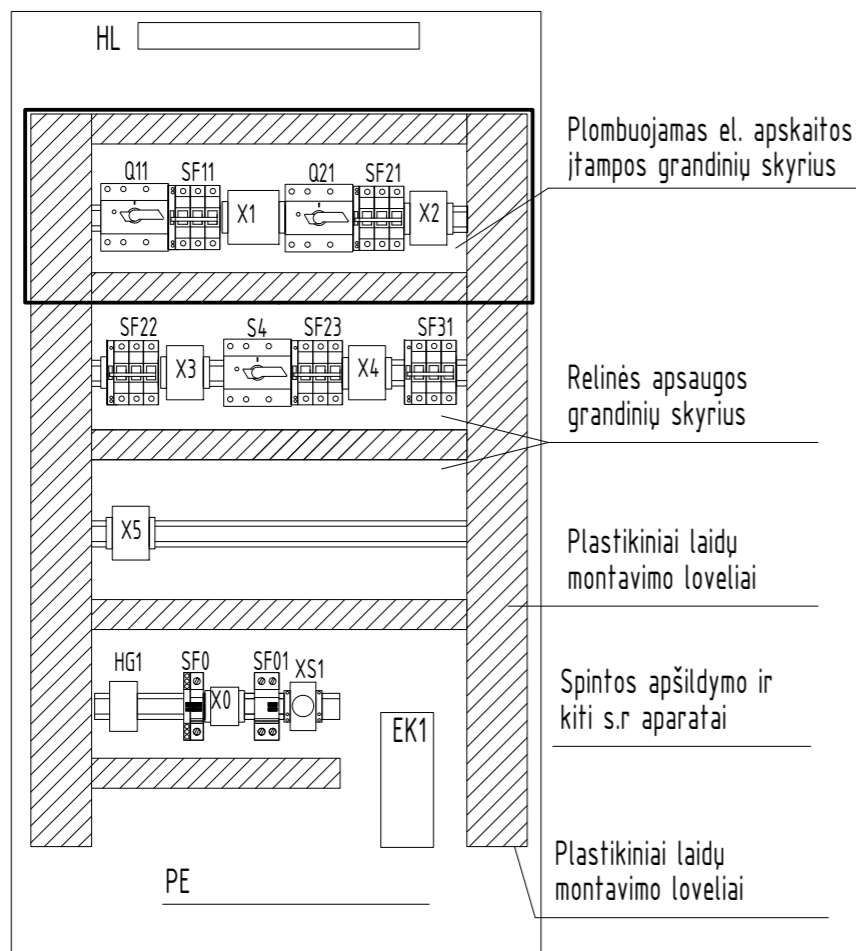 HL
Plombuojamas el. apskaitos
įtampos grandinių skyrius
Q11 SF11 Q21 SF21
X1 X2
SF22 S4 SF23 SF31
X3 X4
Relinės apsaugos
grandinių skyrius
X5
Plastikiniai laidų
montavimo loveliai
HG1 SF0 SF01 XS1
X0
Spintos apšildymo ir
kiti s.r aparatai
EK1
Plastikiniai laidų
montavimo loveliai
PE